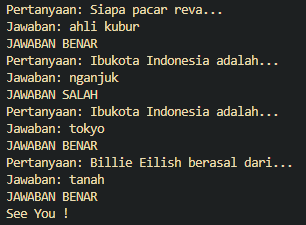 Pertanyaan: Siapa pacar reva...
Jawaban: ahli kubur
JAWABAN BENAR
Pertanyaan: Ibukota Indonesia adalah...
Jawaban: nganjuk
JAWABAN SALAH
Pertanyaan: Ibukota Indonesia adalah...
Jawaban: tokyo
JAWABAN BENAR
Pertanyaan: Billie Eilish berasal dari...
Jawaban: tanah
JAWABAN BENAR
See You !